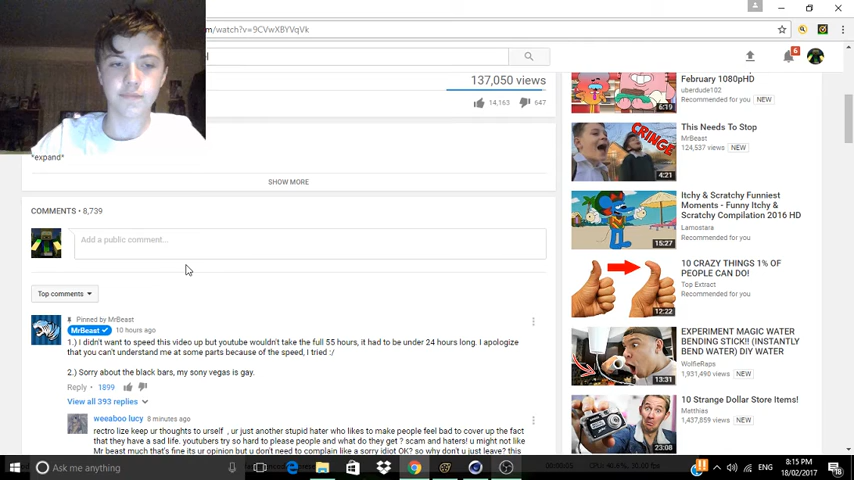 m/watch?v=9CVwXBYVqVk
137,050 views
14,163 647
*expand*
SHOW MORE
COMMENTS • 8,739
Add a public comment...
Top comments
Pinned by MrBeast
MrBeast 10 hours ago
1.) I didn't want to speed this video up but youtube wouldn't take the full 55 hours, it had to be under 24 hours long. I apologize
that you can't understand me at some parts because of the speed, I tried :/
2.) Sorry about the black bars, my sony vegas is gay.
Reply • 1899
View all 393 replies
weeaboo lucy 8 minutes ago
rectro lize keep ur thoughts to urself , ur just another stupid hater who likes to make people feel bad to cover up the fact
that they have a sad life. youtubers try so hard to please people and what do they get ? scam and haters! u might not like
Mr beast much that's fine its ur opinion but u don't need to complain like a sorry idiot OK? so why don't u just leave? this
6
February 1080pHD
uberdude102
Recommended for you NEW
6:19
CRINGE
This Needs To Stop
MrBeast
124,537 views NEW
4:21
Itchy & Scratchy Funniest
Moments - Funny Itchy &
Scratchy Compilation 2016 HD
Lamostara
Recommended for you
15:27
10 CRAZY THINGS 1% OF
PEOPLE CAN DO!
Top Extract
Recommended for you
12:22
EXPERIMENT MAGIC WATER
BENDING STICK!! (INSTANTLY
BEND WATER) DIY WATER
WolfieRaps
1,931,490 views NEW
13:31
10 Strange Dollar Store Items!
Matthias
1,437,859 views NEW
23:08
Ask me anything
ENG
8:15 PM
18/02/2017
18